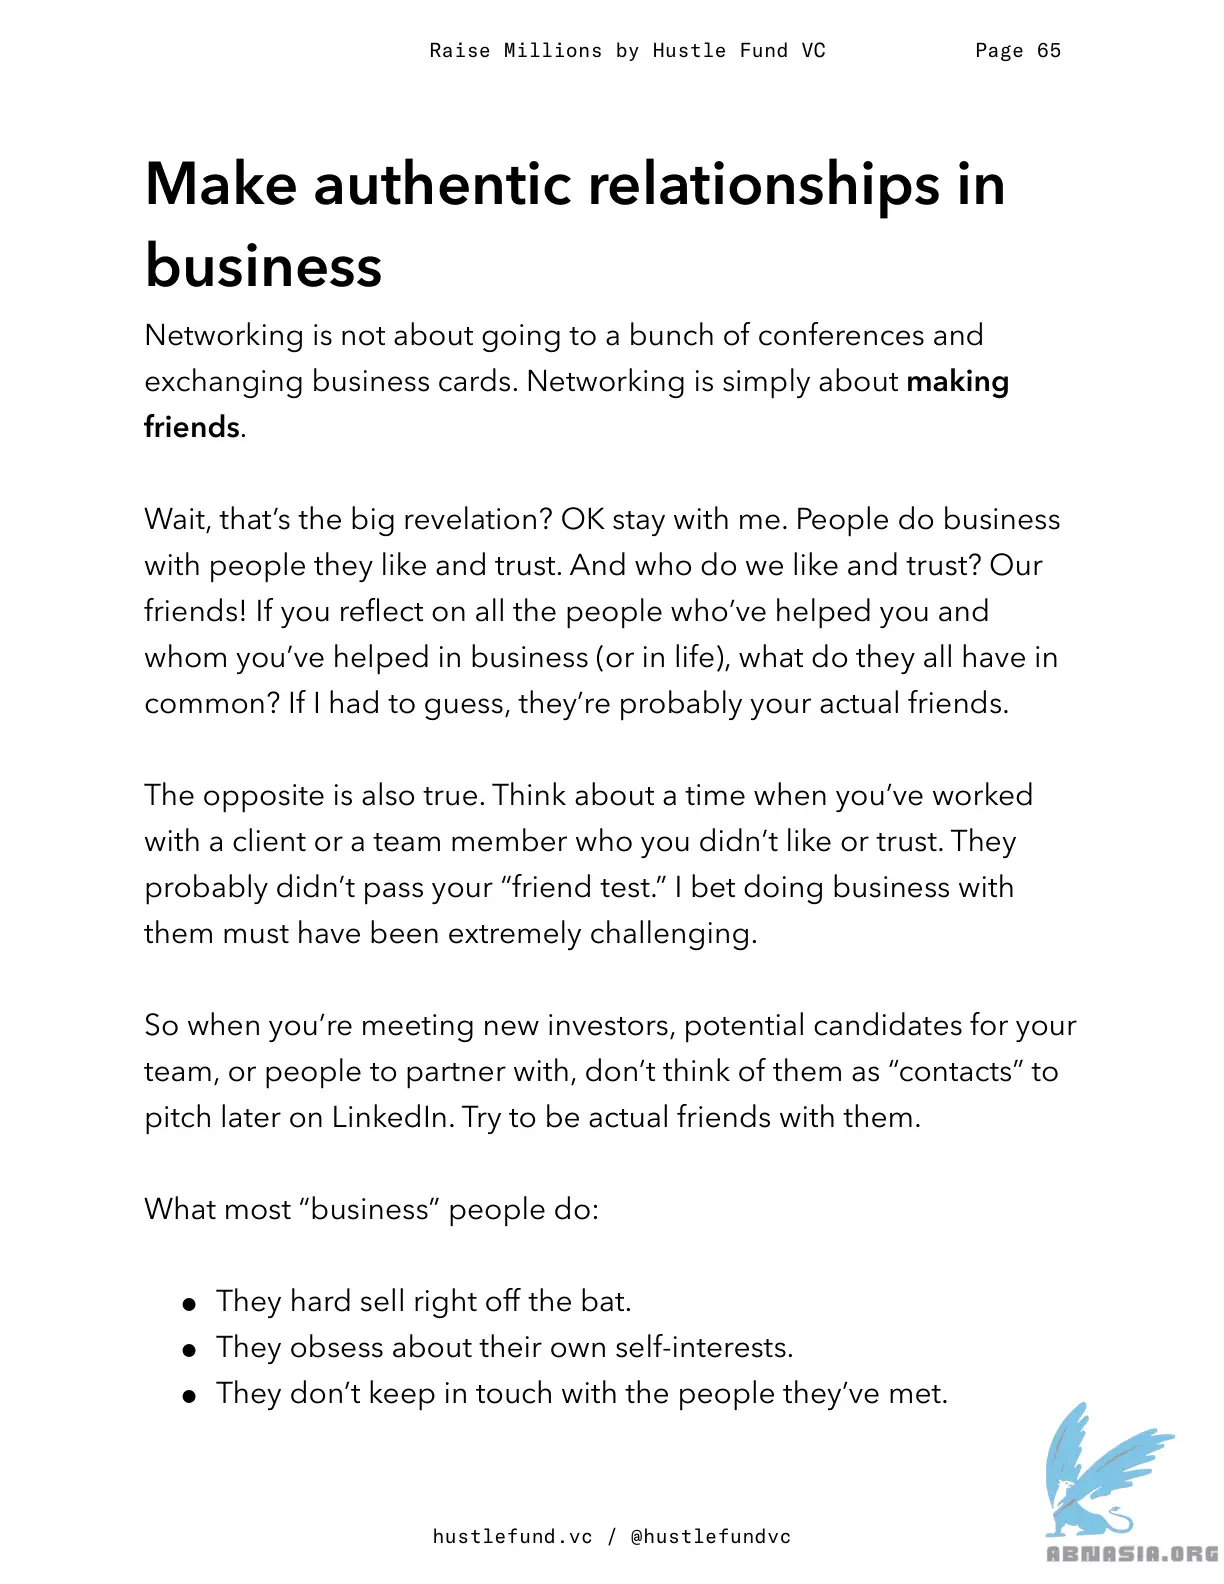 Raise Millions by Hustle Fund VC Page 65
Make authentic relationships in
business
Networking is not about going to a bunch of conferences and
exchanging business cards. Networking is simply about making
friends.
Wait, that’s the big revelation? OK stay with me. People do business
with people they like and trust. And who do we like and trust? Our
friends! If you reflect on all the people who’ve helped you and
whom you’ve helped in business (or in life), what do they all have in
common? If I had to guess, they’re probably your actual friends.
The opposite is also true. Think about a time when you’ve worked
with a client or a team member who you didn’t like or trust. They
probably didn’t pass your “friend test.” I bet doing business with
them must have been extremely challenging.
So when you’re meeting new investors, potential candidates for your
team, or people to partner with, don’t think of them as “contacts” to
pitch later on LinkedIn. Try to be actual friends with them.
What most “business” people do:
● They hard sell right off the bat.
● They obsess about their own self-interests.
● They don’t keep in touch with the people they’ve met.
hustlefund.vc / @hustlefundvc
ABNASIA.ORG